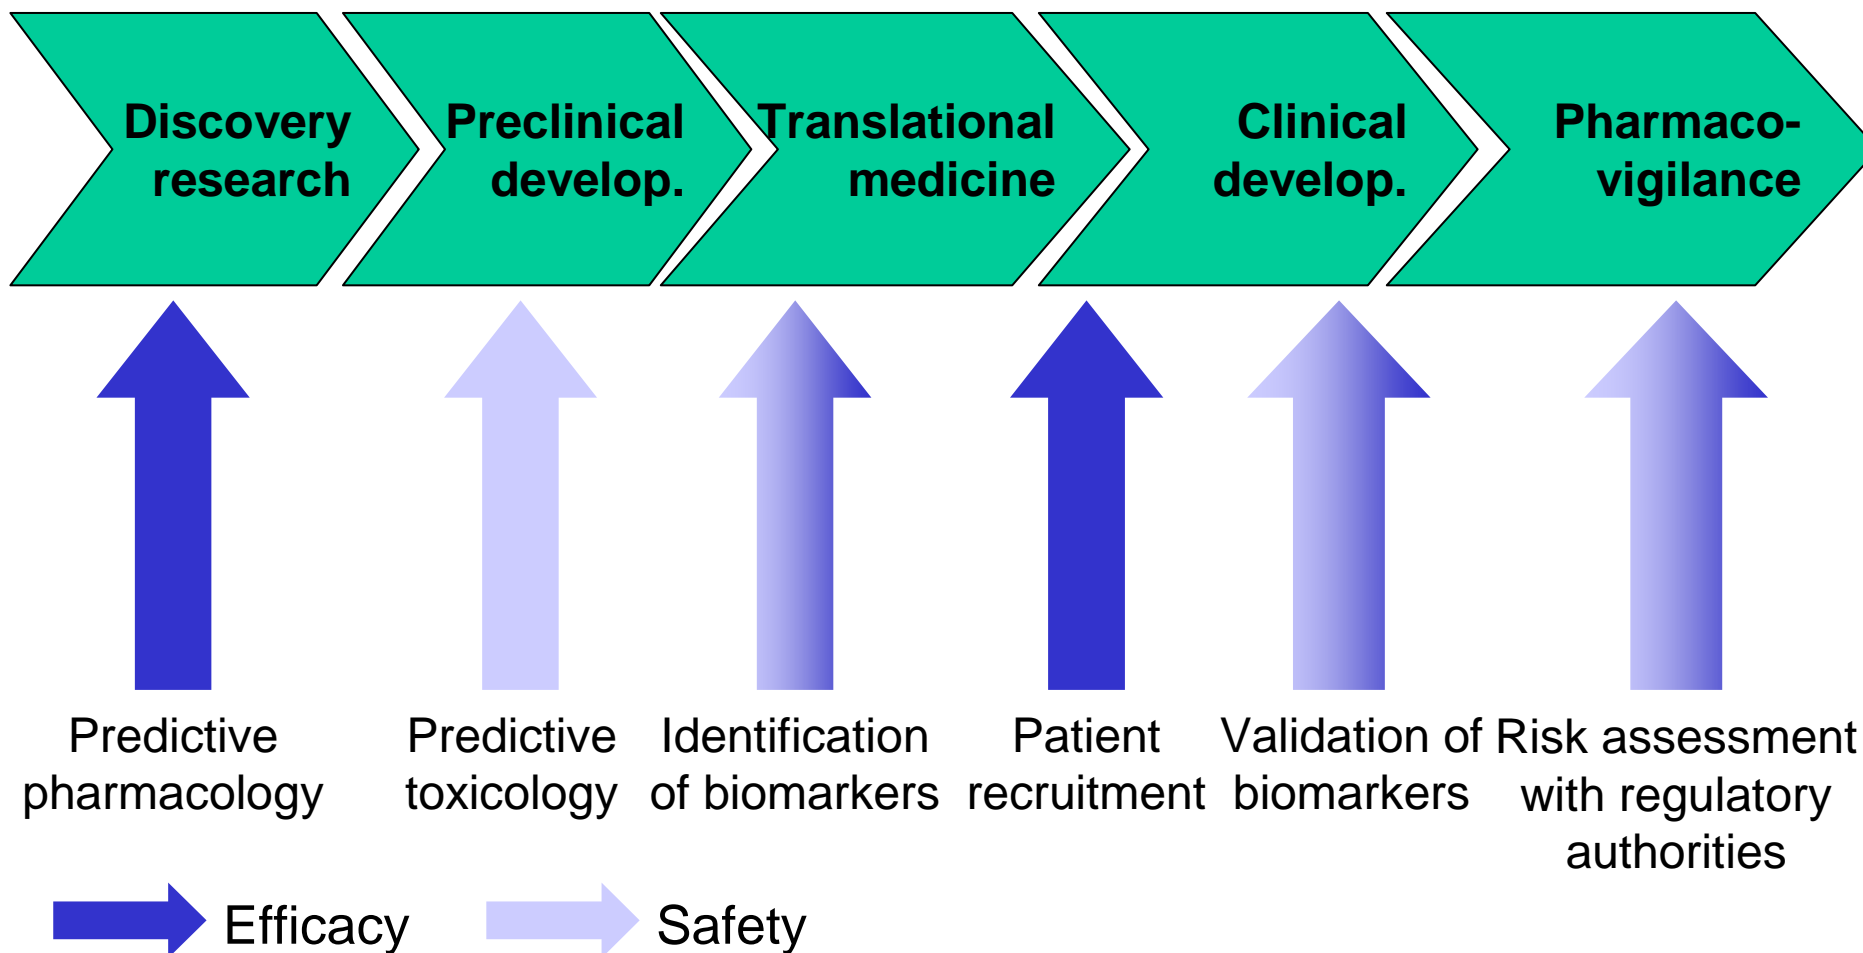 Discovery
research
Preclinical
develop.
Translational
medicine
Clinical
develop.
Pharmaco-
vigilance
Predictive
pharmacology
Predictive
toxicology
Identification
of biomarkers
Patient
recruitment
Validation of
biomarkers
Risk assessment
with regulatory
authorities
Efficacy
Safety